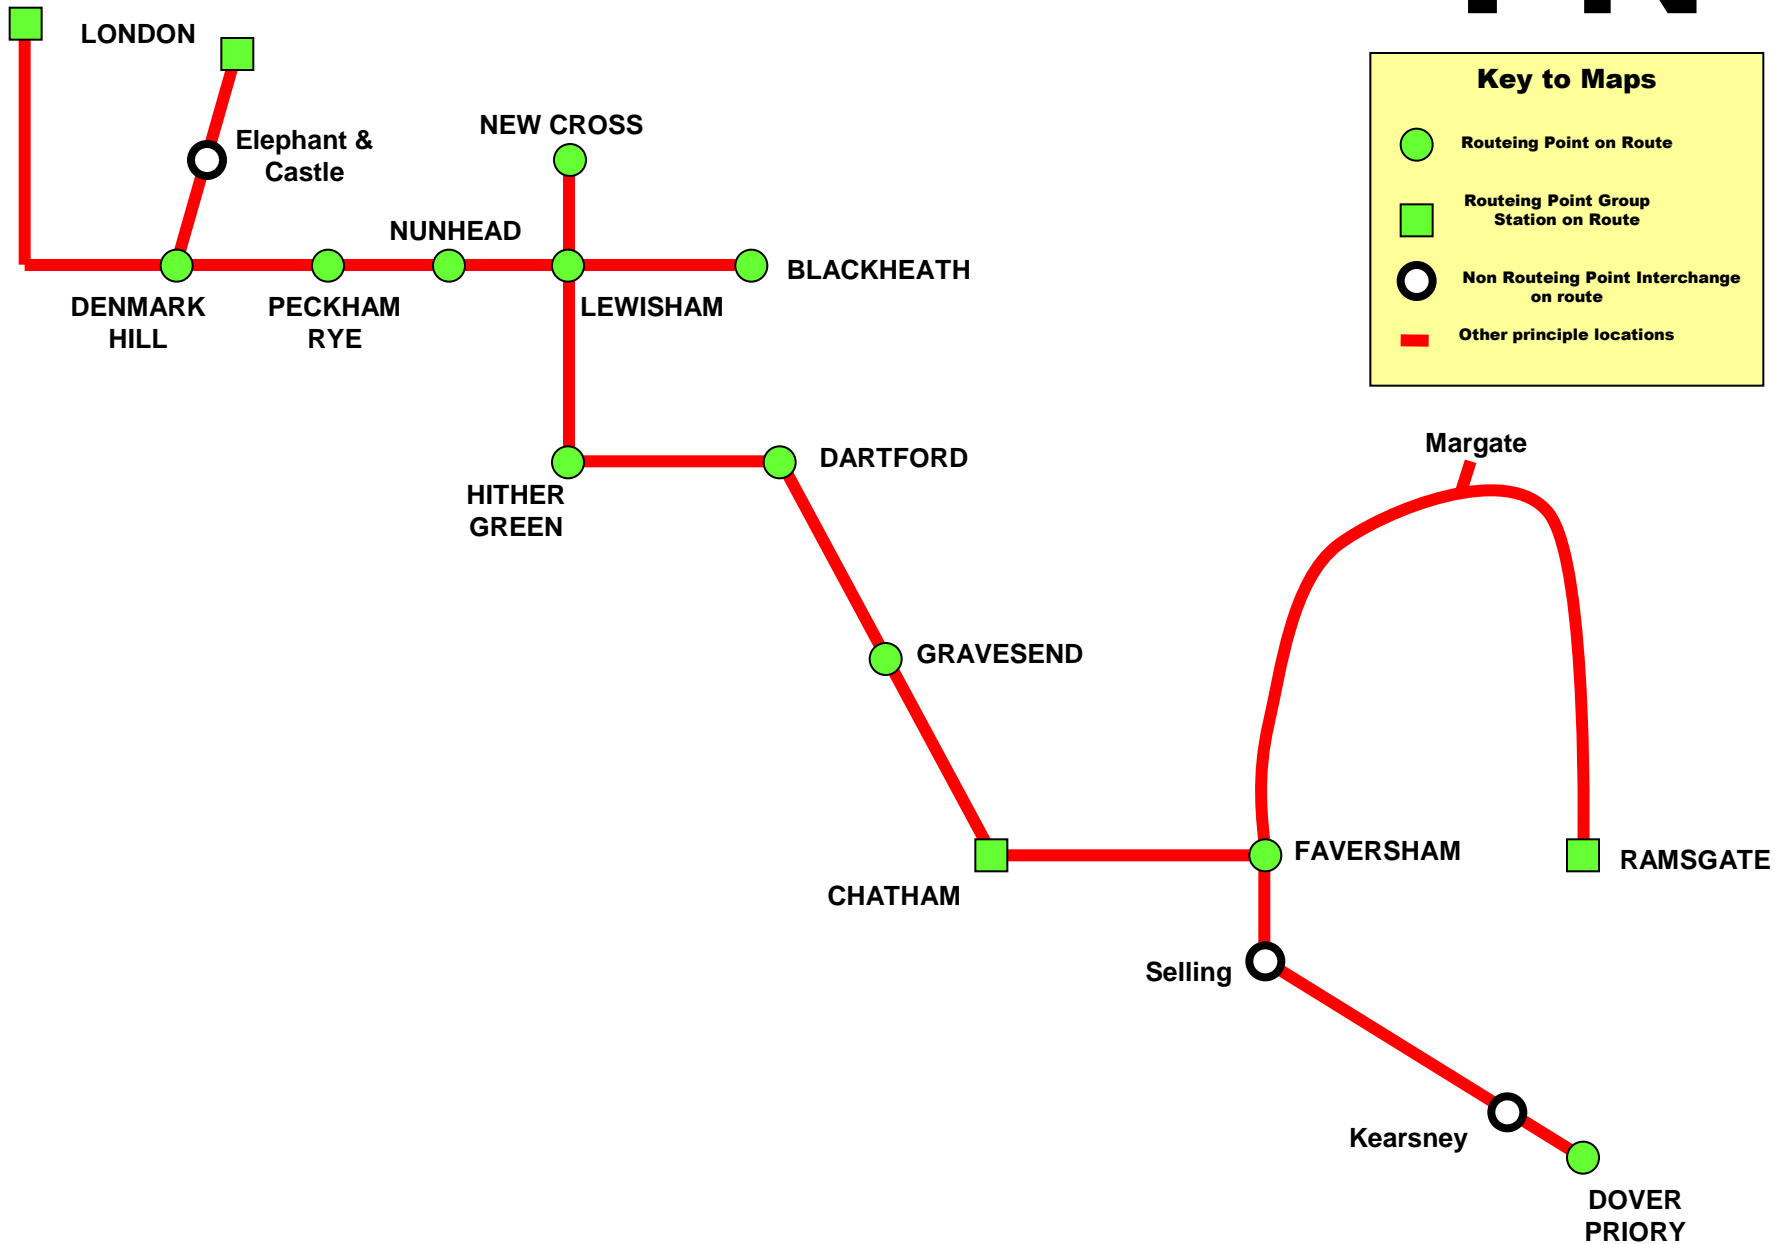 LONDON
Elephant &
Castle
NEW CROSS
NUNHEAD
BLACKHEATH
DENMARK
HILL
PECKHAM
RYE
LEWISHAM
Key to Maps
Routeing Point on Route
Routeing Point Group
Station on Route
Non Routeing Point Interchange
on route
Other principle locations
Margate
DARTFORD
HITHER
GREEN
GRAVESEND
FAVERSHAM
RAMSGATE
CHATHAM
Selling
Kearsney
DOVER
PRIORY